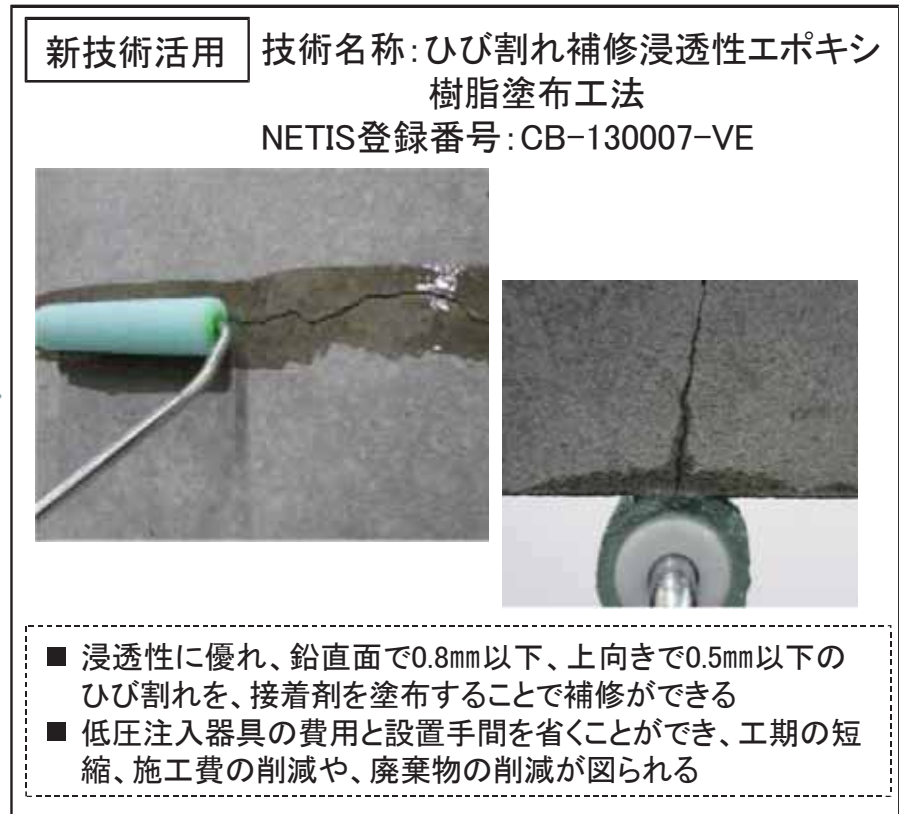 新技術活用
技術名称:ひび割れ補修浸透性エポキシ
樹脂塗布工法
NETIS登録番号:CB-130007-VE
■ 浸透性に優れ、鉛直面で0.8㎜以下、上向きで0.5㎜以下の
ひび割れを、接着剤を塗布することで補修ができる
■ 低圧注入器具の費用と設置手間を省くことができ、工期の短
縮、施工費の削減や、廃棄物の削減が図られる